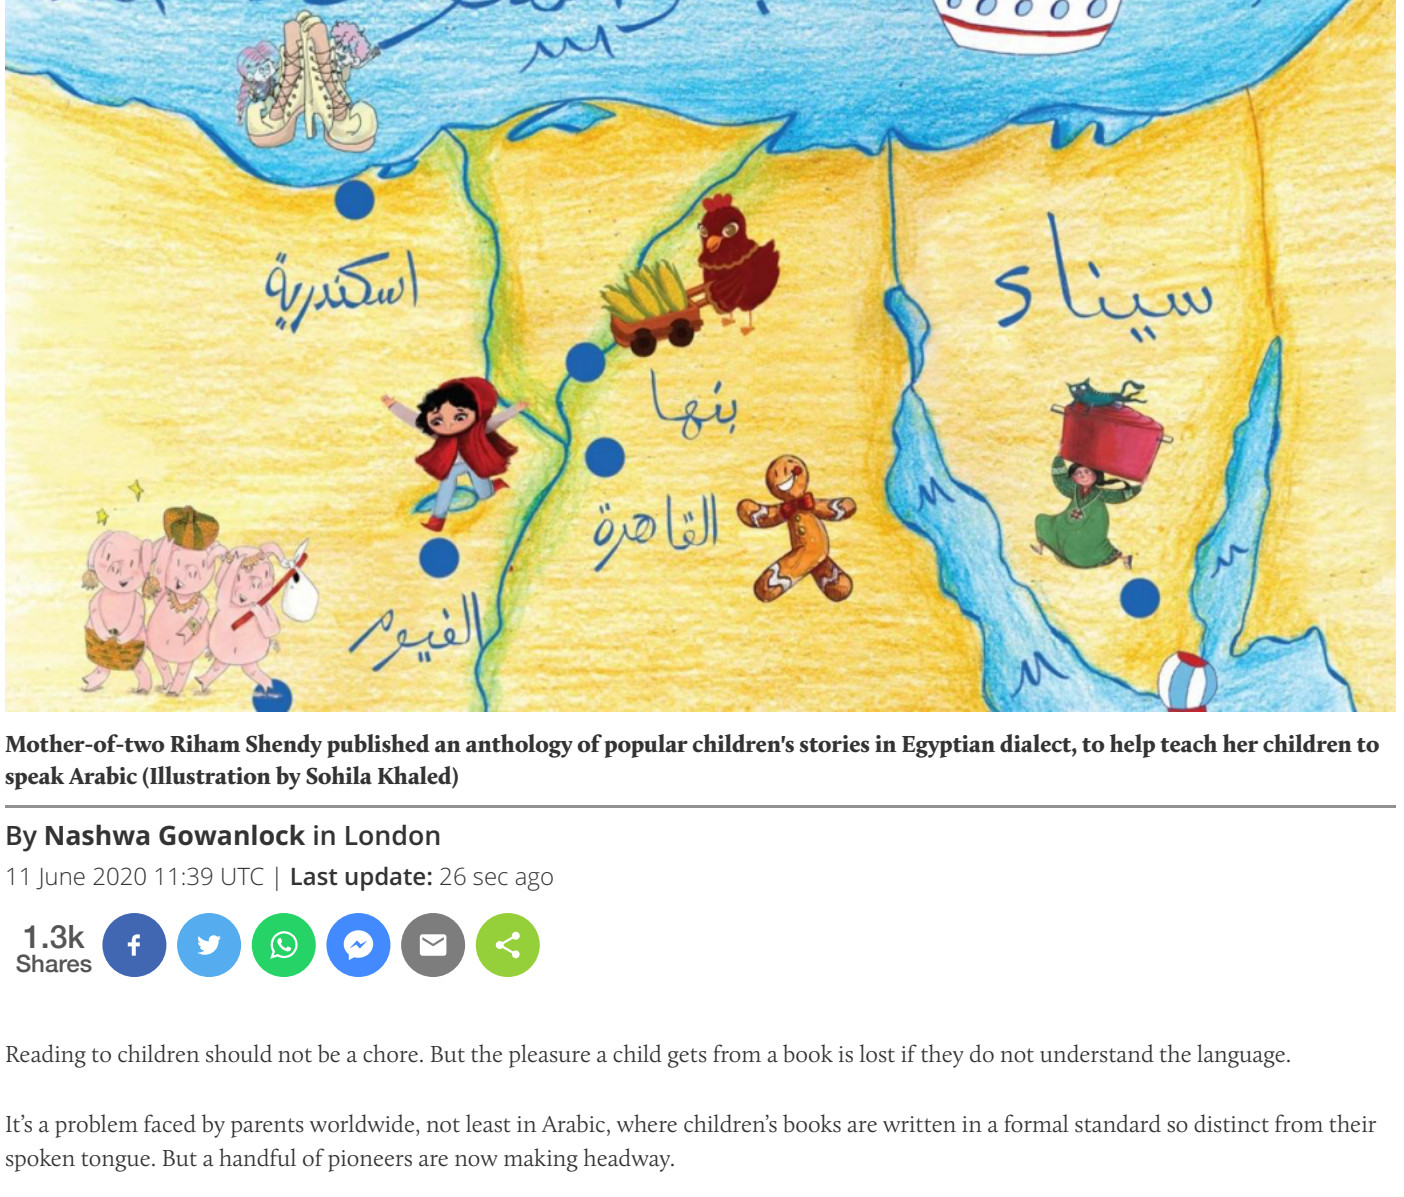 اسكندرية
سيناء
بنها
القاهرة
الفيوم
Mother-of-two Riham Shendy published an anthology of popular children's stories in Egyptian dialect, to help teach her children to
speak Arabic (Illustration by Sohila Khaled)
By Nashwa Gowanlock in London
11 June 2020 11:39 UTC | Last update: 26 sec ago
1.3k
Shares
Reading to children should not be a chore. But the pleasure a child gets from a book is lost if they do not understand the language.
It’s a problem faced by parents worldwide, not least in Arabic, where children’s books are written in a formal standard so distinct from their
spoken tongue. But a handful of pioneers are now making headway.